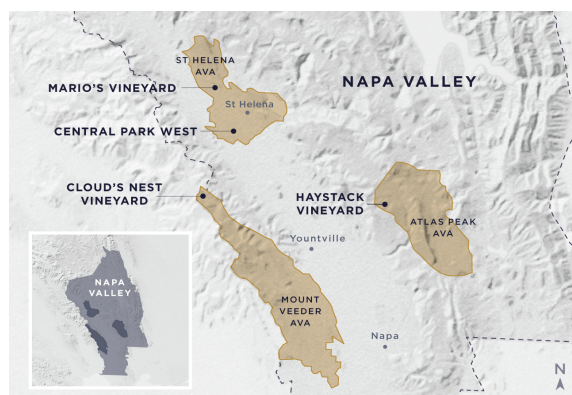 ST HELENA
AVA
MARIO'S VINEYARD
NAPA VALLEY
St Helena
CENTRAL PARK WEST
CLOUD'S NEST
VINEYARD
HAYSTACK
VINEYARD
ATLAS PEAK
AVA
Yountville
NAPA
VALLEY
MOUNT
VEEDER
AVA
Napa
N